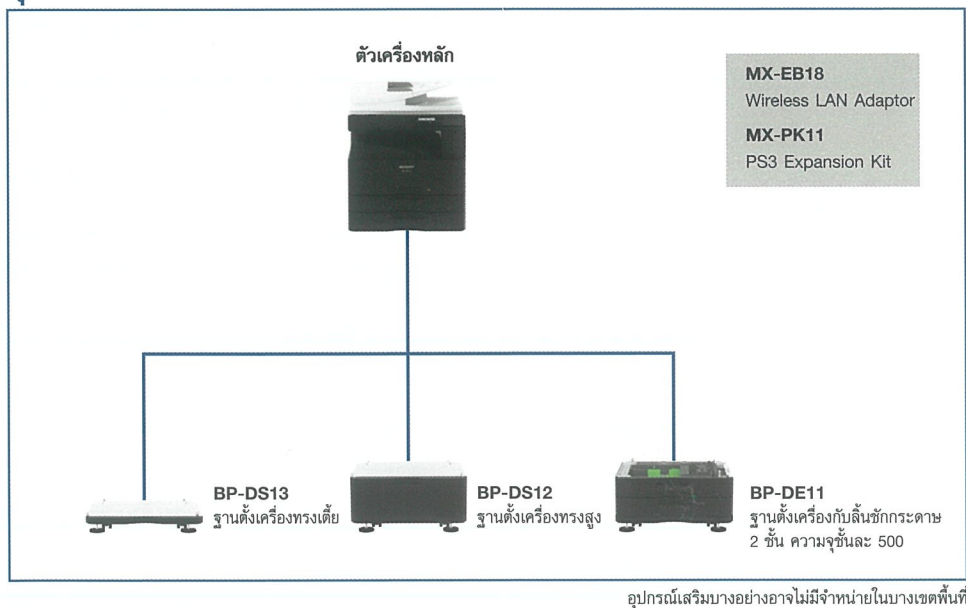 ตัวเครื่องหลัก
MX-EB18
Wireless LAN Adaptor
MX-PK11
PS3 Expansion Kit
BP-DS13
ฐานตั้งเครื่องทรงเตี้ย
BP-DS12
ฐานตั้งเครื่องทรงสูง
BP-DE11
ฐานตั้งเครื่องกับลิ้นชักกระดาษ
2 ชั้น ความจุชั้นละ 500
อุปกรณ์เสริมบางอย่างอาจไม่มีจำหน่ายในบางเขตพื้นที่